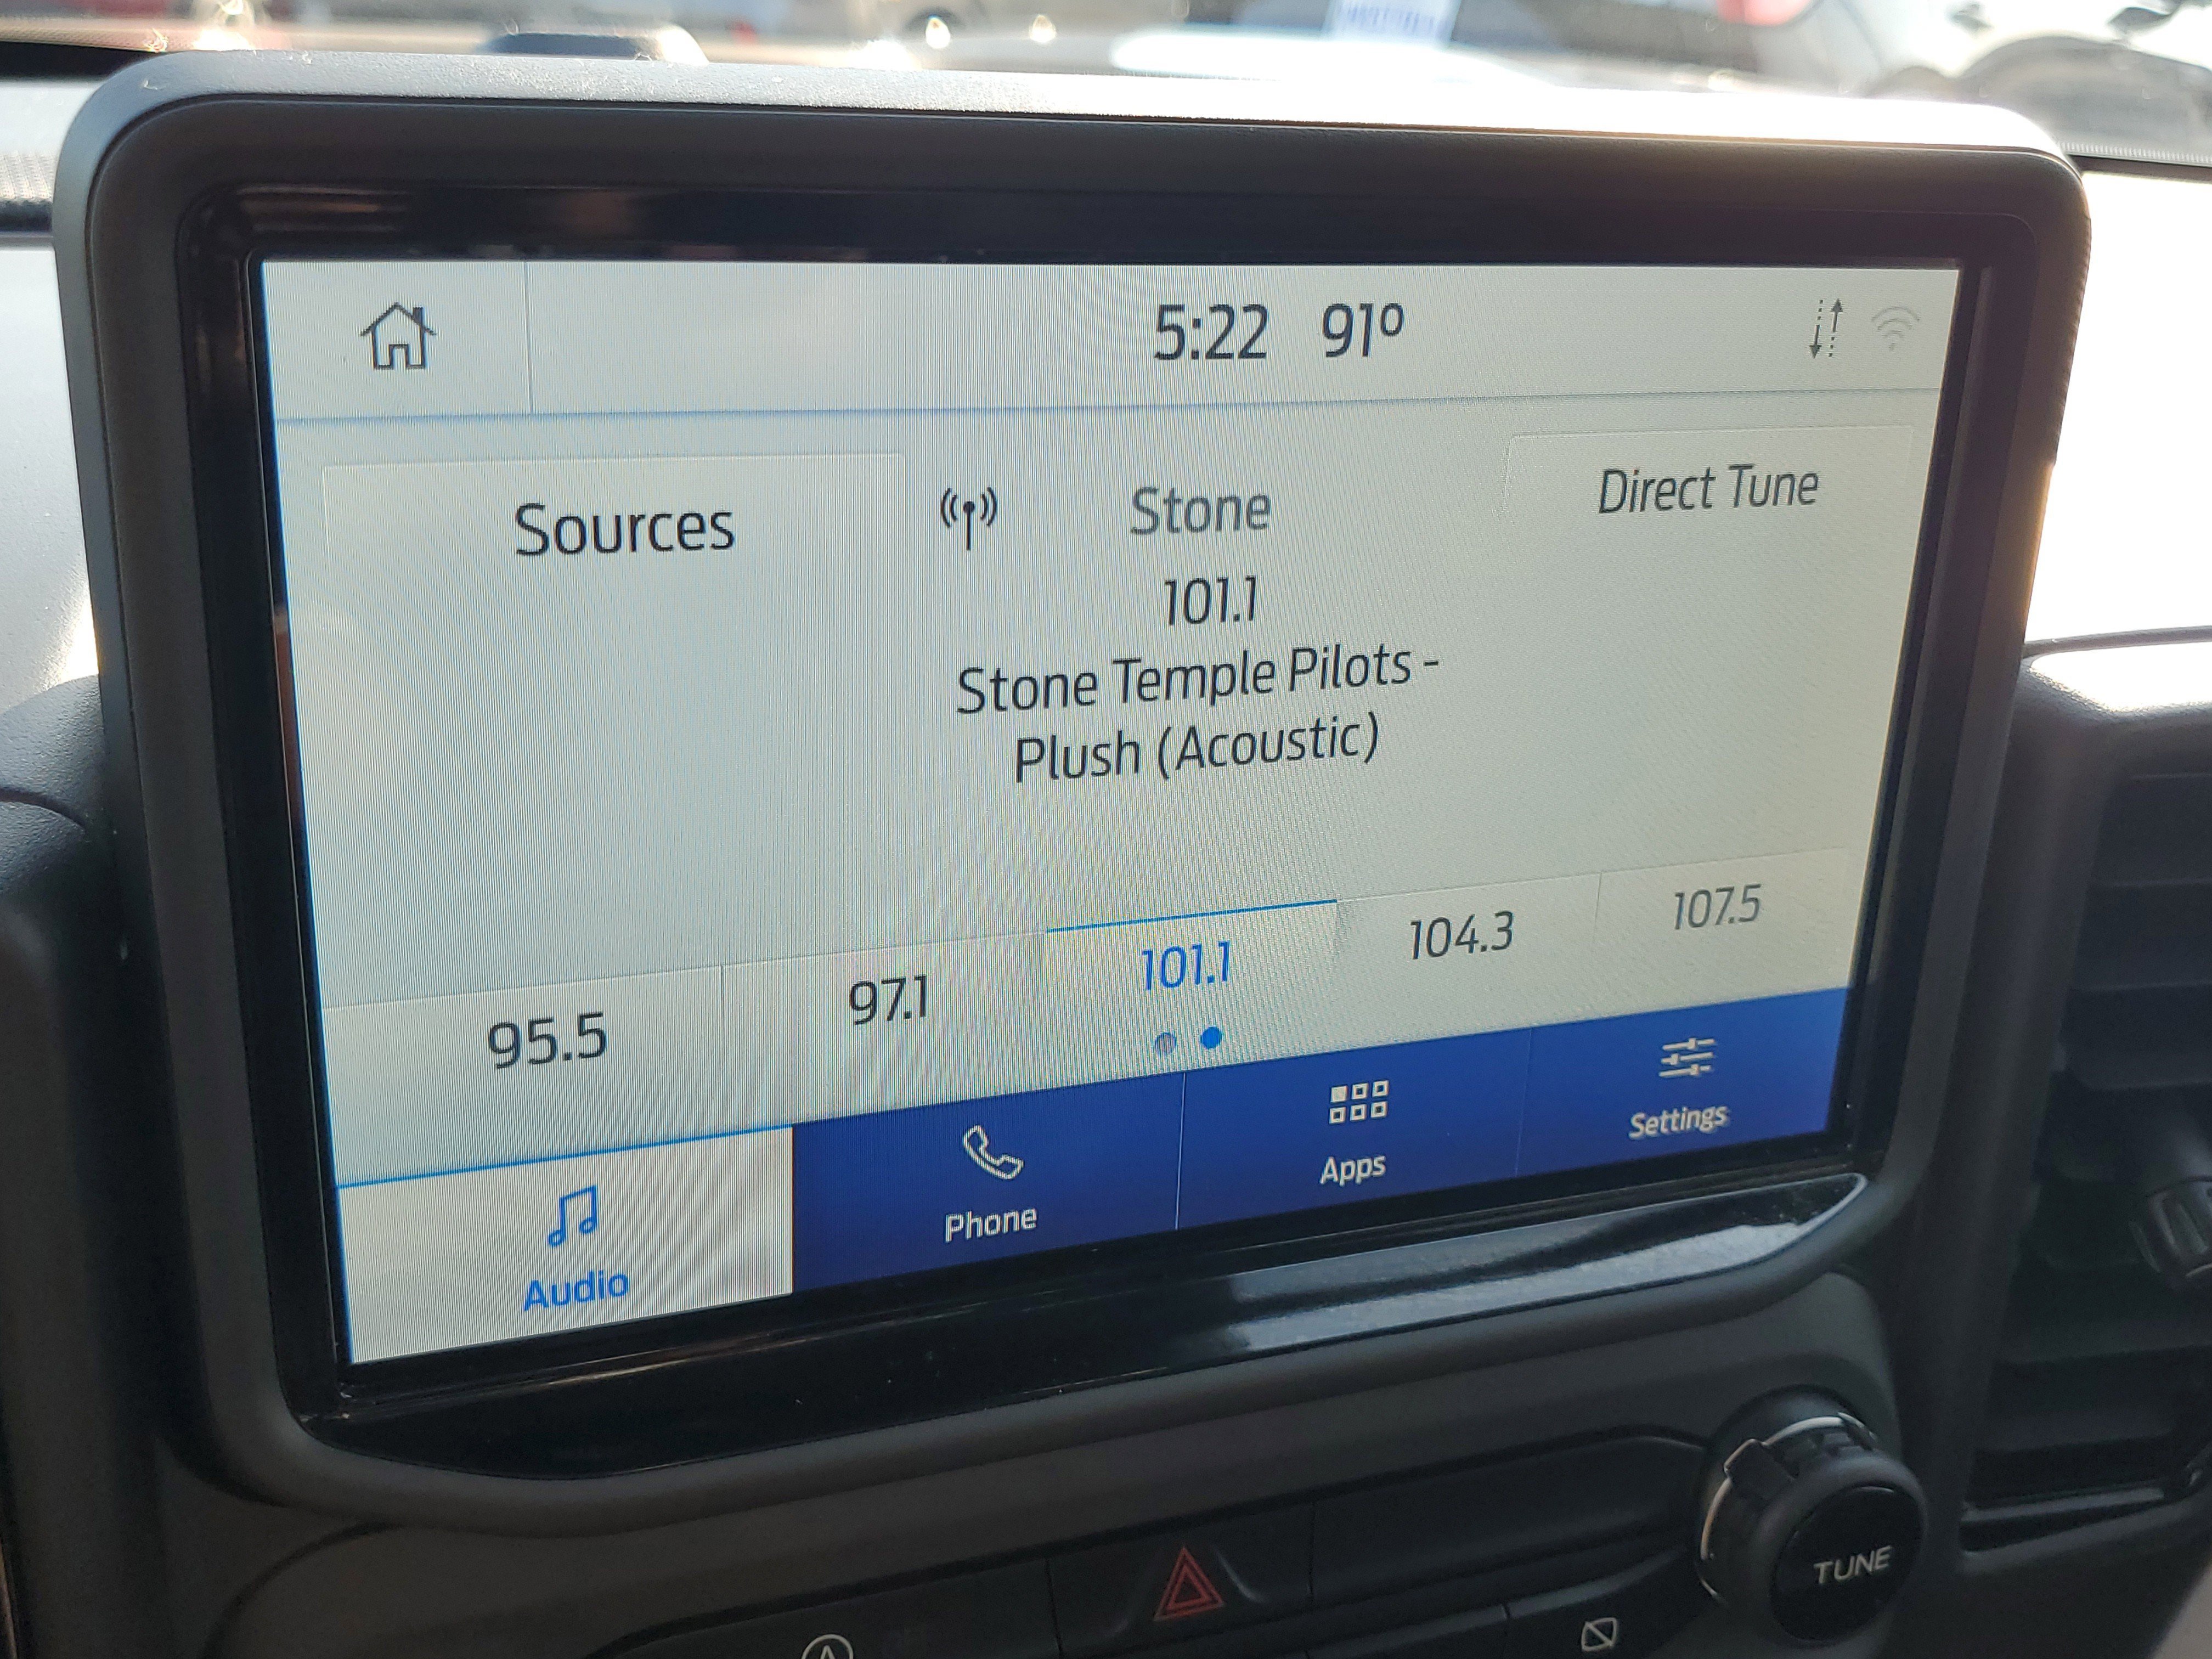 5:22 91°
Sources
Stone
Direct Tune
101.1
Stone Temple Pilots -
Plush (Acoustic)
95.5
97.1
101.1
104.3
107.5
Audio
Phone
Apps
Settings
TUNE